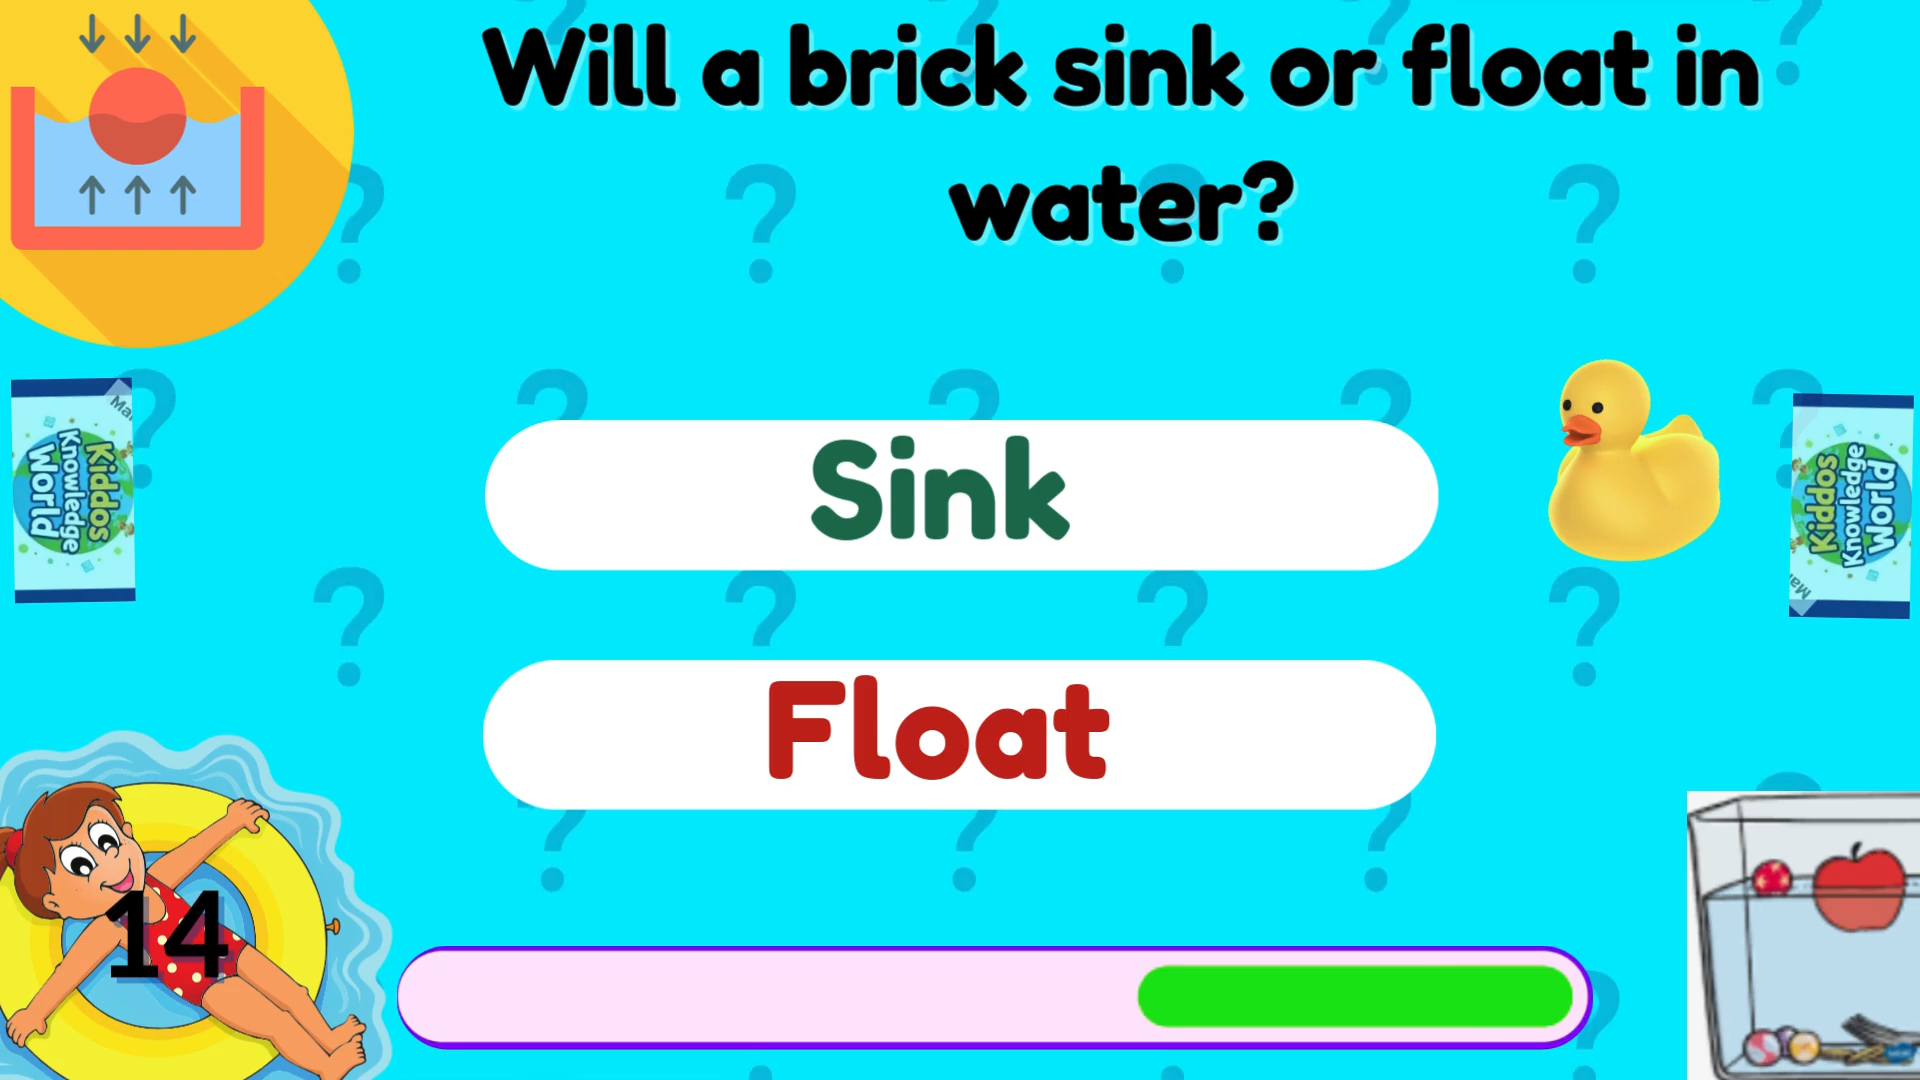 Will a brick sink or float in
water?
Sink
Float
14
Kiddos
Knowledge
World
Kiddos
Knowledge
World